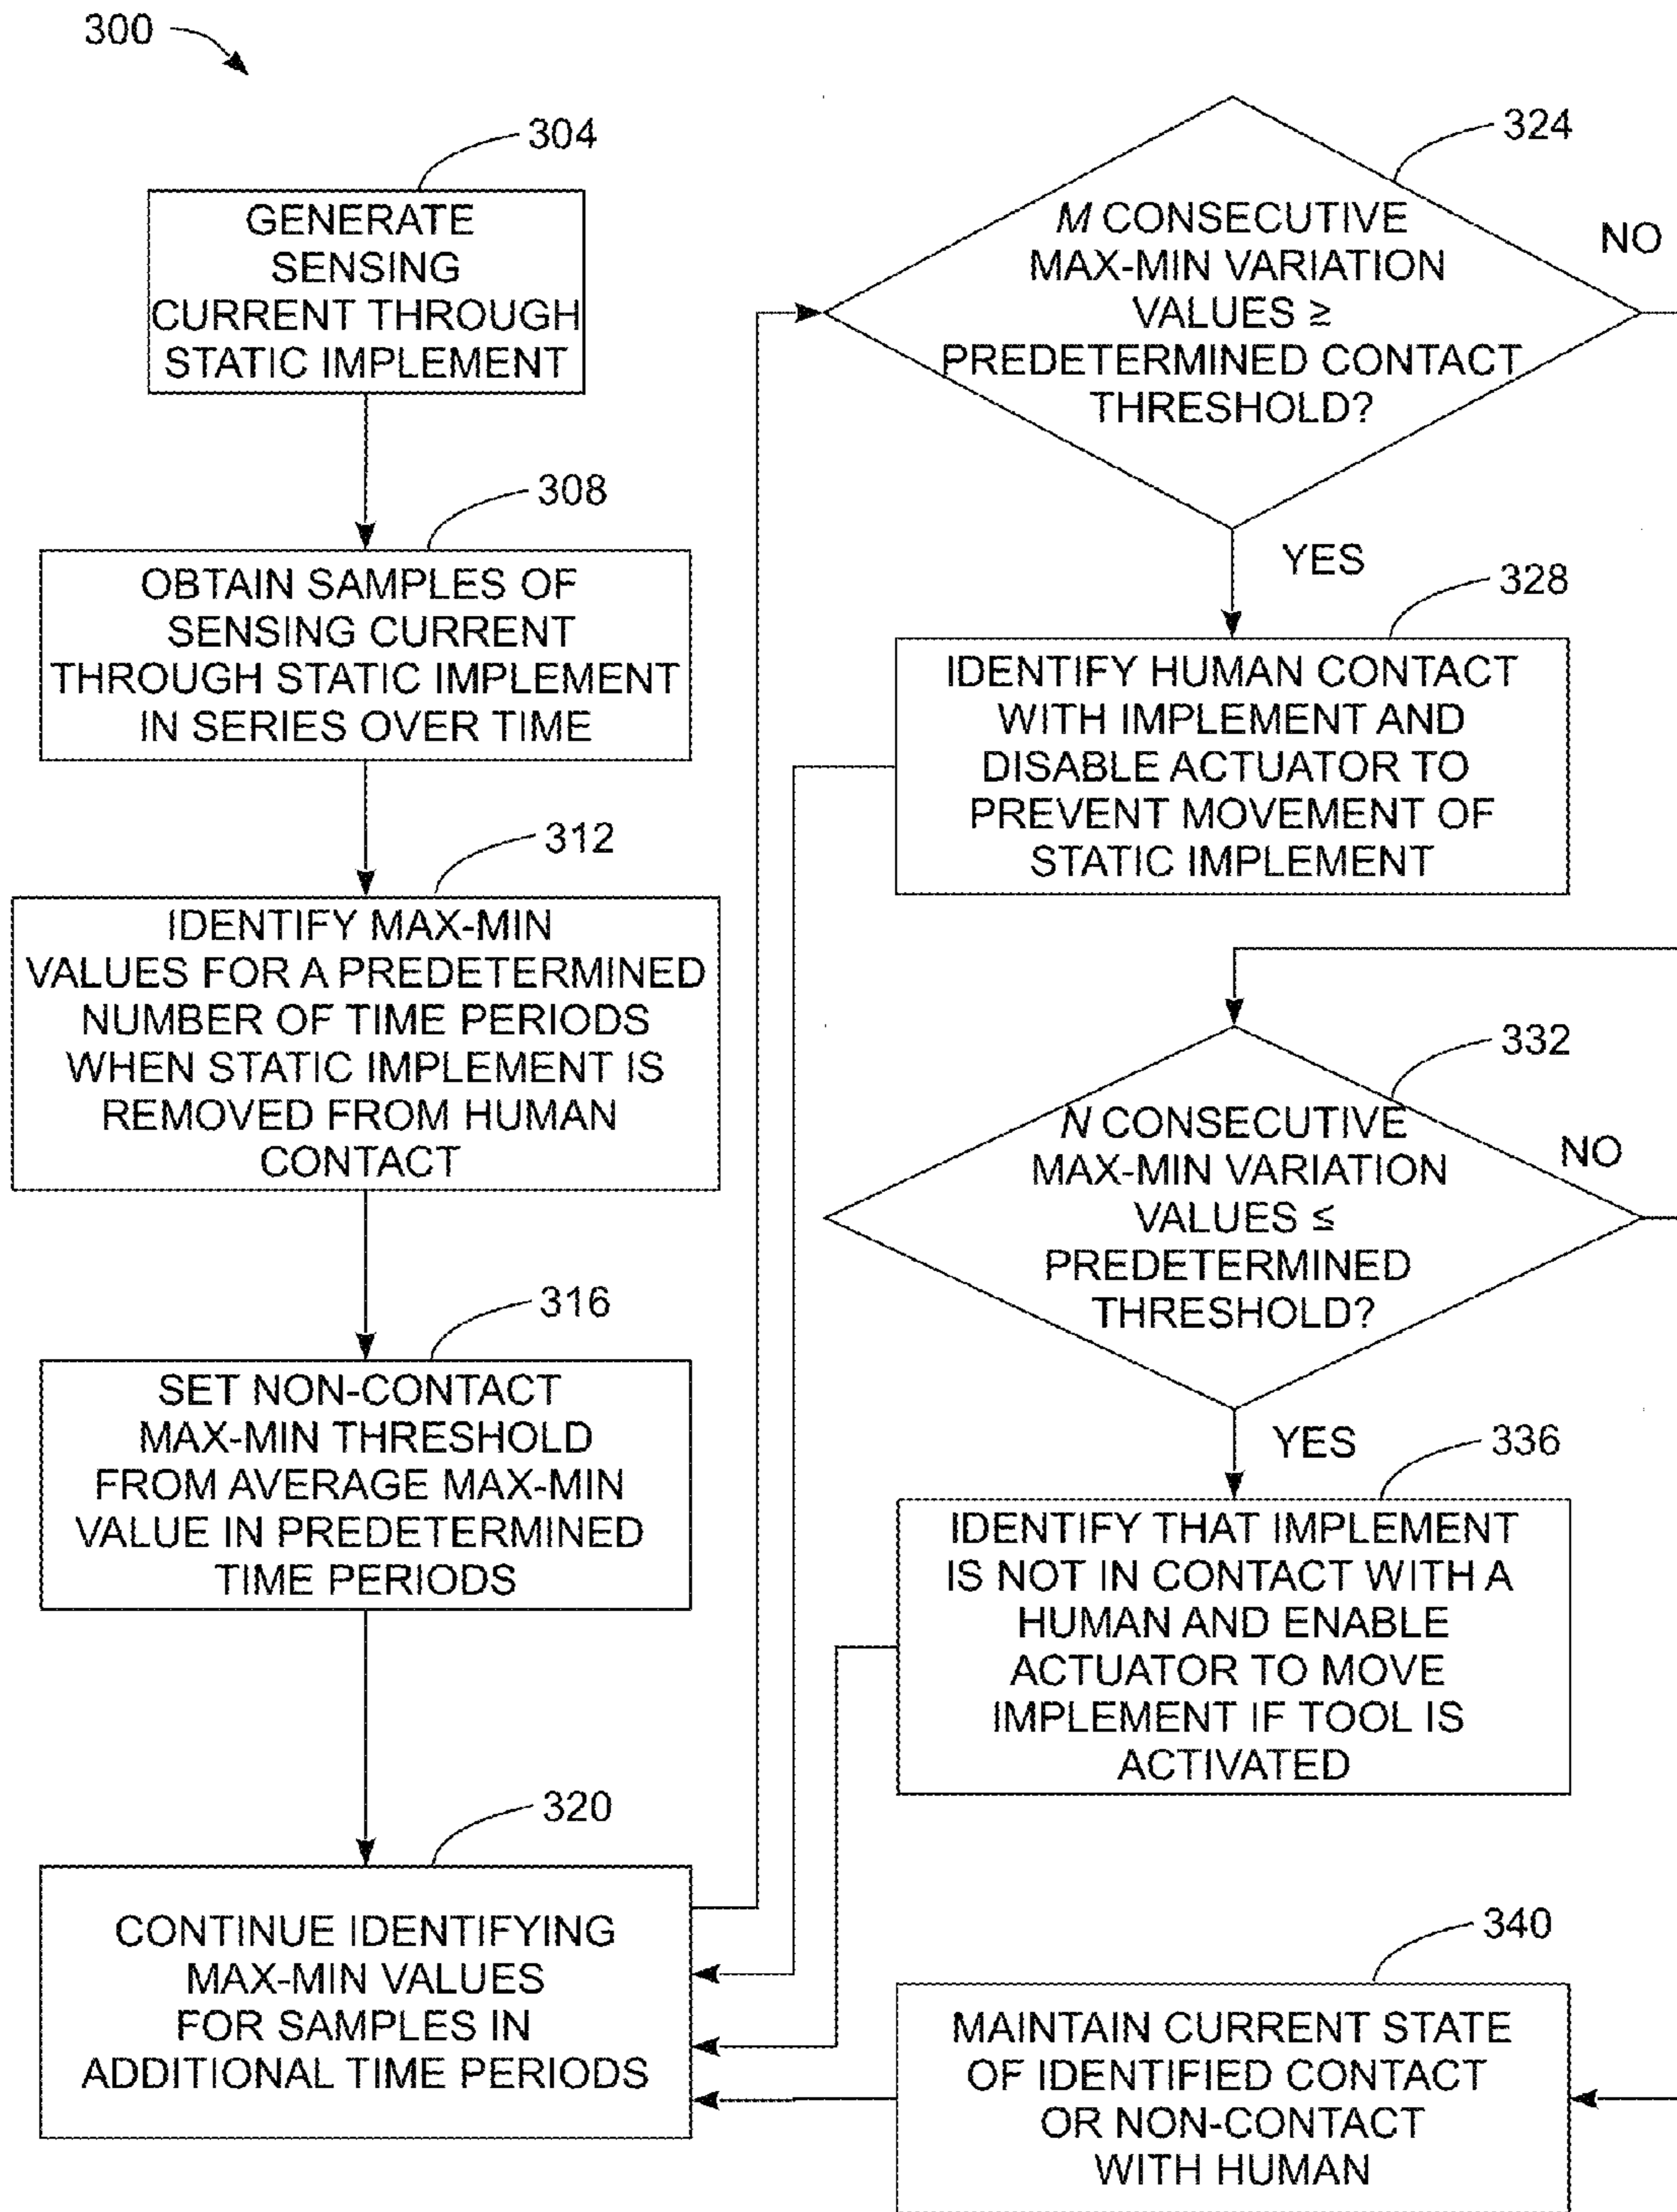 300
304
GENERATE
SENSING
CURRENT THROUGH
STATIC IMPLEMENT
308
OBTAIN SAMPLES OF
SENSING CURRENT
THROUGH STATIC IMPLEMENT
IN SERIES OVER TIME
312
IDENTIFY MAX-MIN
VALUES FOR A PREDETERMINED
NUMBER OF TIME PERIODS
WHEN STATIC IMPLEMENT IS
REMOVED FROM HUMAN
CONTACT
316
SET NON-CONTACT
MAX-MIN THRESHOLD
FROM AVERAGE MAX-MIN
VALUE IN PREDETERMINED
TIME PERIODS
320
CONTINUE IDENTIFYING
MAX-MIN VALUES
FOR SAMPLES IN
ADDITIONAL TIME PERIODS
324
M CONSECUTIVE
MAX-MIN VARIATION
VALUES ≥
PREDETERMINED CONTACT
THRESHOLD?
NO
YES
328
IDENTIFY HUMAN CONTACT
WITH IMPLEMENT AND
DISABLE ACTUATOR TO
PREVENT MOVEMENT OF
STATIC IMPLEMENT
332
N CONSECUTIVE
MAX-MIN VARIATION
VALUES ≤
PREDETERMINED
THRESHOLD?
NO
YES
336
IDENTIFY THAT IMPLEMENT
IS NOT IN CONTACT WITH A
HUMAN AND ENABLE
ACTUATOR TO MOVE
IMPLEMENT IF TOOL IS
ACTIVATED
340
MAINTAIN CURRENT STATE
OF IDENTIFIED CONTACT
OR NON-CONTACT
WITH HUMAN